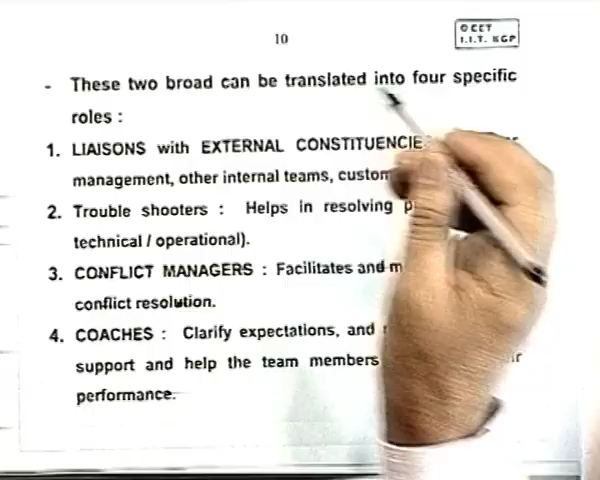 10
© CET
I.I.T. KGP
- These two broad can be translated into four specific
roles :
1. LIAISONS with EXTERNAL CONSTITUENCIE
management, other internal teams, custom
2. Trouble shooters : Helps in resolving p
technical / operational).
3. CONFLICT MANAGERS : Facilitates and m
conflict resolution.
4. COACHES : Clarify expectations, and
support and help the team members
performance.